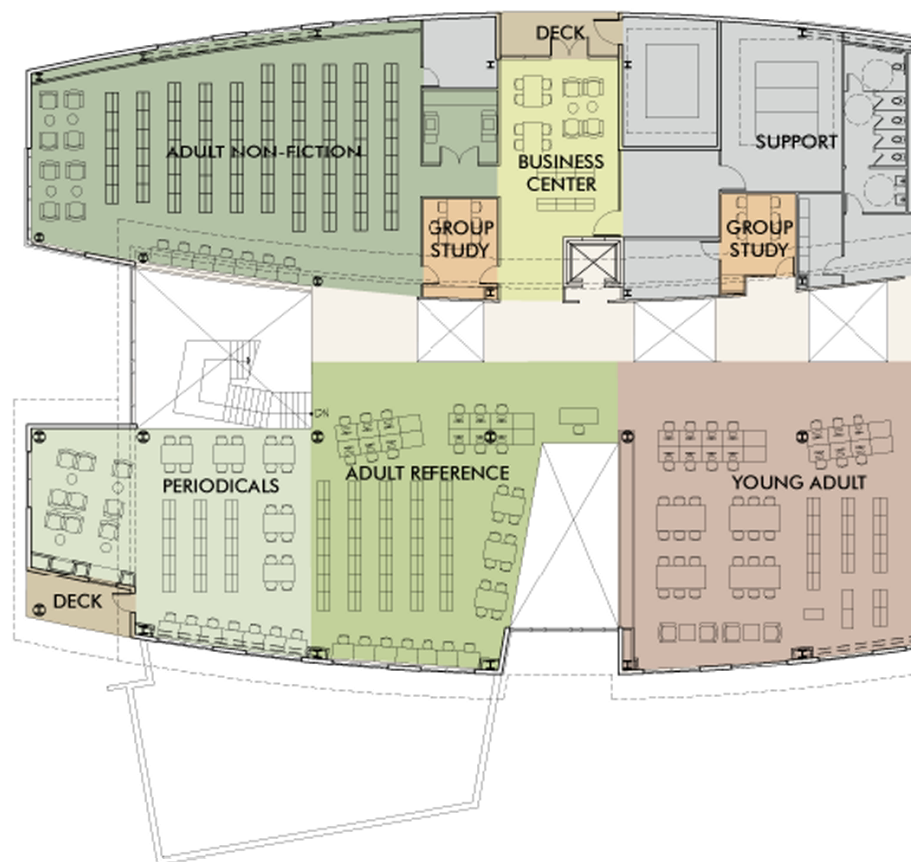 DECK
ADULT NON-FICTION
BUSINESS
CENTER
SUPPORT
GROUP
STUDY
GROUP
STUDY
DN
ADULT REFERENCE
PERIODICALS
YOUNG ADULT
DECK